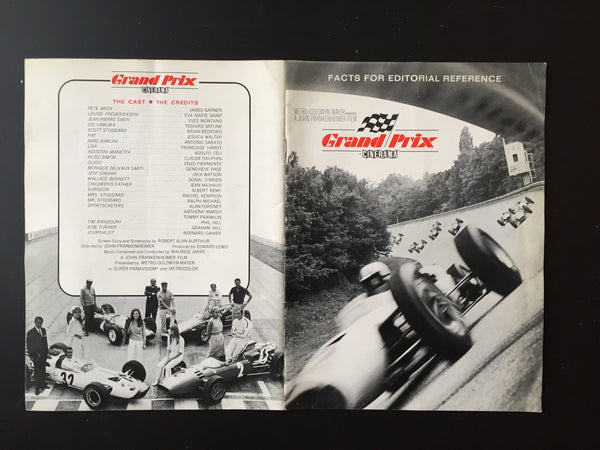 Grand Prix
CINERAMA
THE CAST • THE CREDITS
PETE ARON JAMES GARNER
LOUISE FREDERICKSON EVA MARIE SAINT
JEAN-PIERRE SARTI YVES MONTAND
IZO YAMURA TOSHIRO MIFUNE
SCOTT STODDARD BRIAN BEDFORD
PAT JESSICA WALTER
NINO BARLINI ANTONIO SABATO
LISA FRANCOISE HARDY
AGOSTINI MANETTA ADOLFO CELI
HUGO SIMON CLAUDE DAUPHIN
GUIDO ENZO FIERMONTE
MONIQUE DELVAUX SARTI GENEVIEVE PAGE
JEFF JORDAN JACK WATSON
WALLACE BENNETT DONAL O'BRIEN
CHILDREN'S FATHER JEAN MICHAUD
SURGEON ALBERT REMY
MRS. STODDARD RACHEL KEMPSON
MR. STODDARD RALPH MICHAEL
SPORTSCASTERS ALAN FORDNEY
ANTHONY MARSH
TOMMY FRANKLIN
TIM RANDOLPH PHIL HILL
BOB TURNER GRAHAM HILL
JOURNALIST BERNARD CAHIER
Screen Story and Screenplay by ROBERT ALAN AURTHUR
Directed by JOHN FRANKENHEIMER Produced by EDWARD LEWIS
Music Composed and Conducted by MAURICE JARRE
A JOHN FRANKENHEIMER FILM
Presented by METRO-GOLDWYN-MAYER
in SUPER PANAVISION® and METROCOLOR
32
2
FACTS FOR EDITORIAL REFERENCE
METRO-GOLDWYN-MAYER PRESENTS
A JOHN FRANKENHEIMER FILM
Grand Prix
in CINERAMA